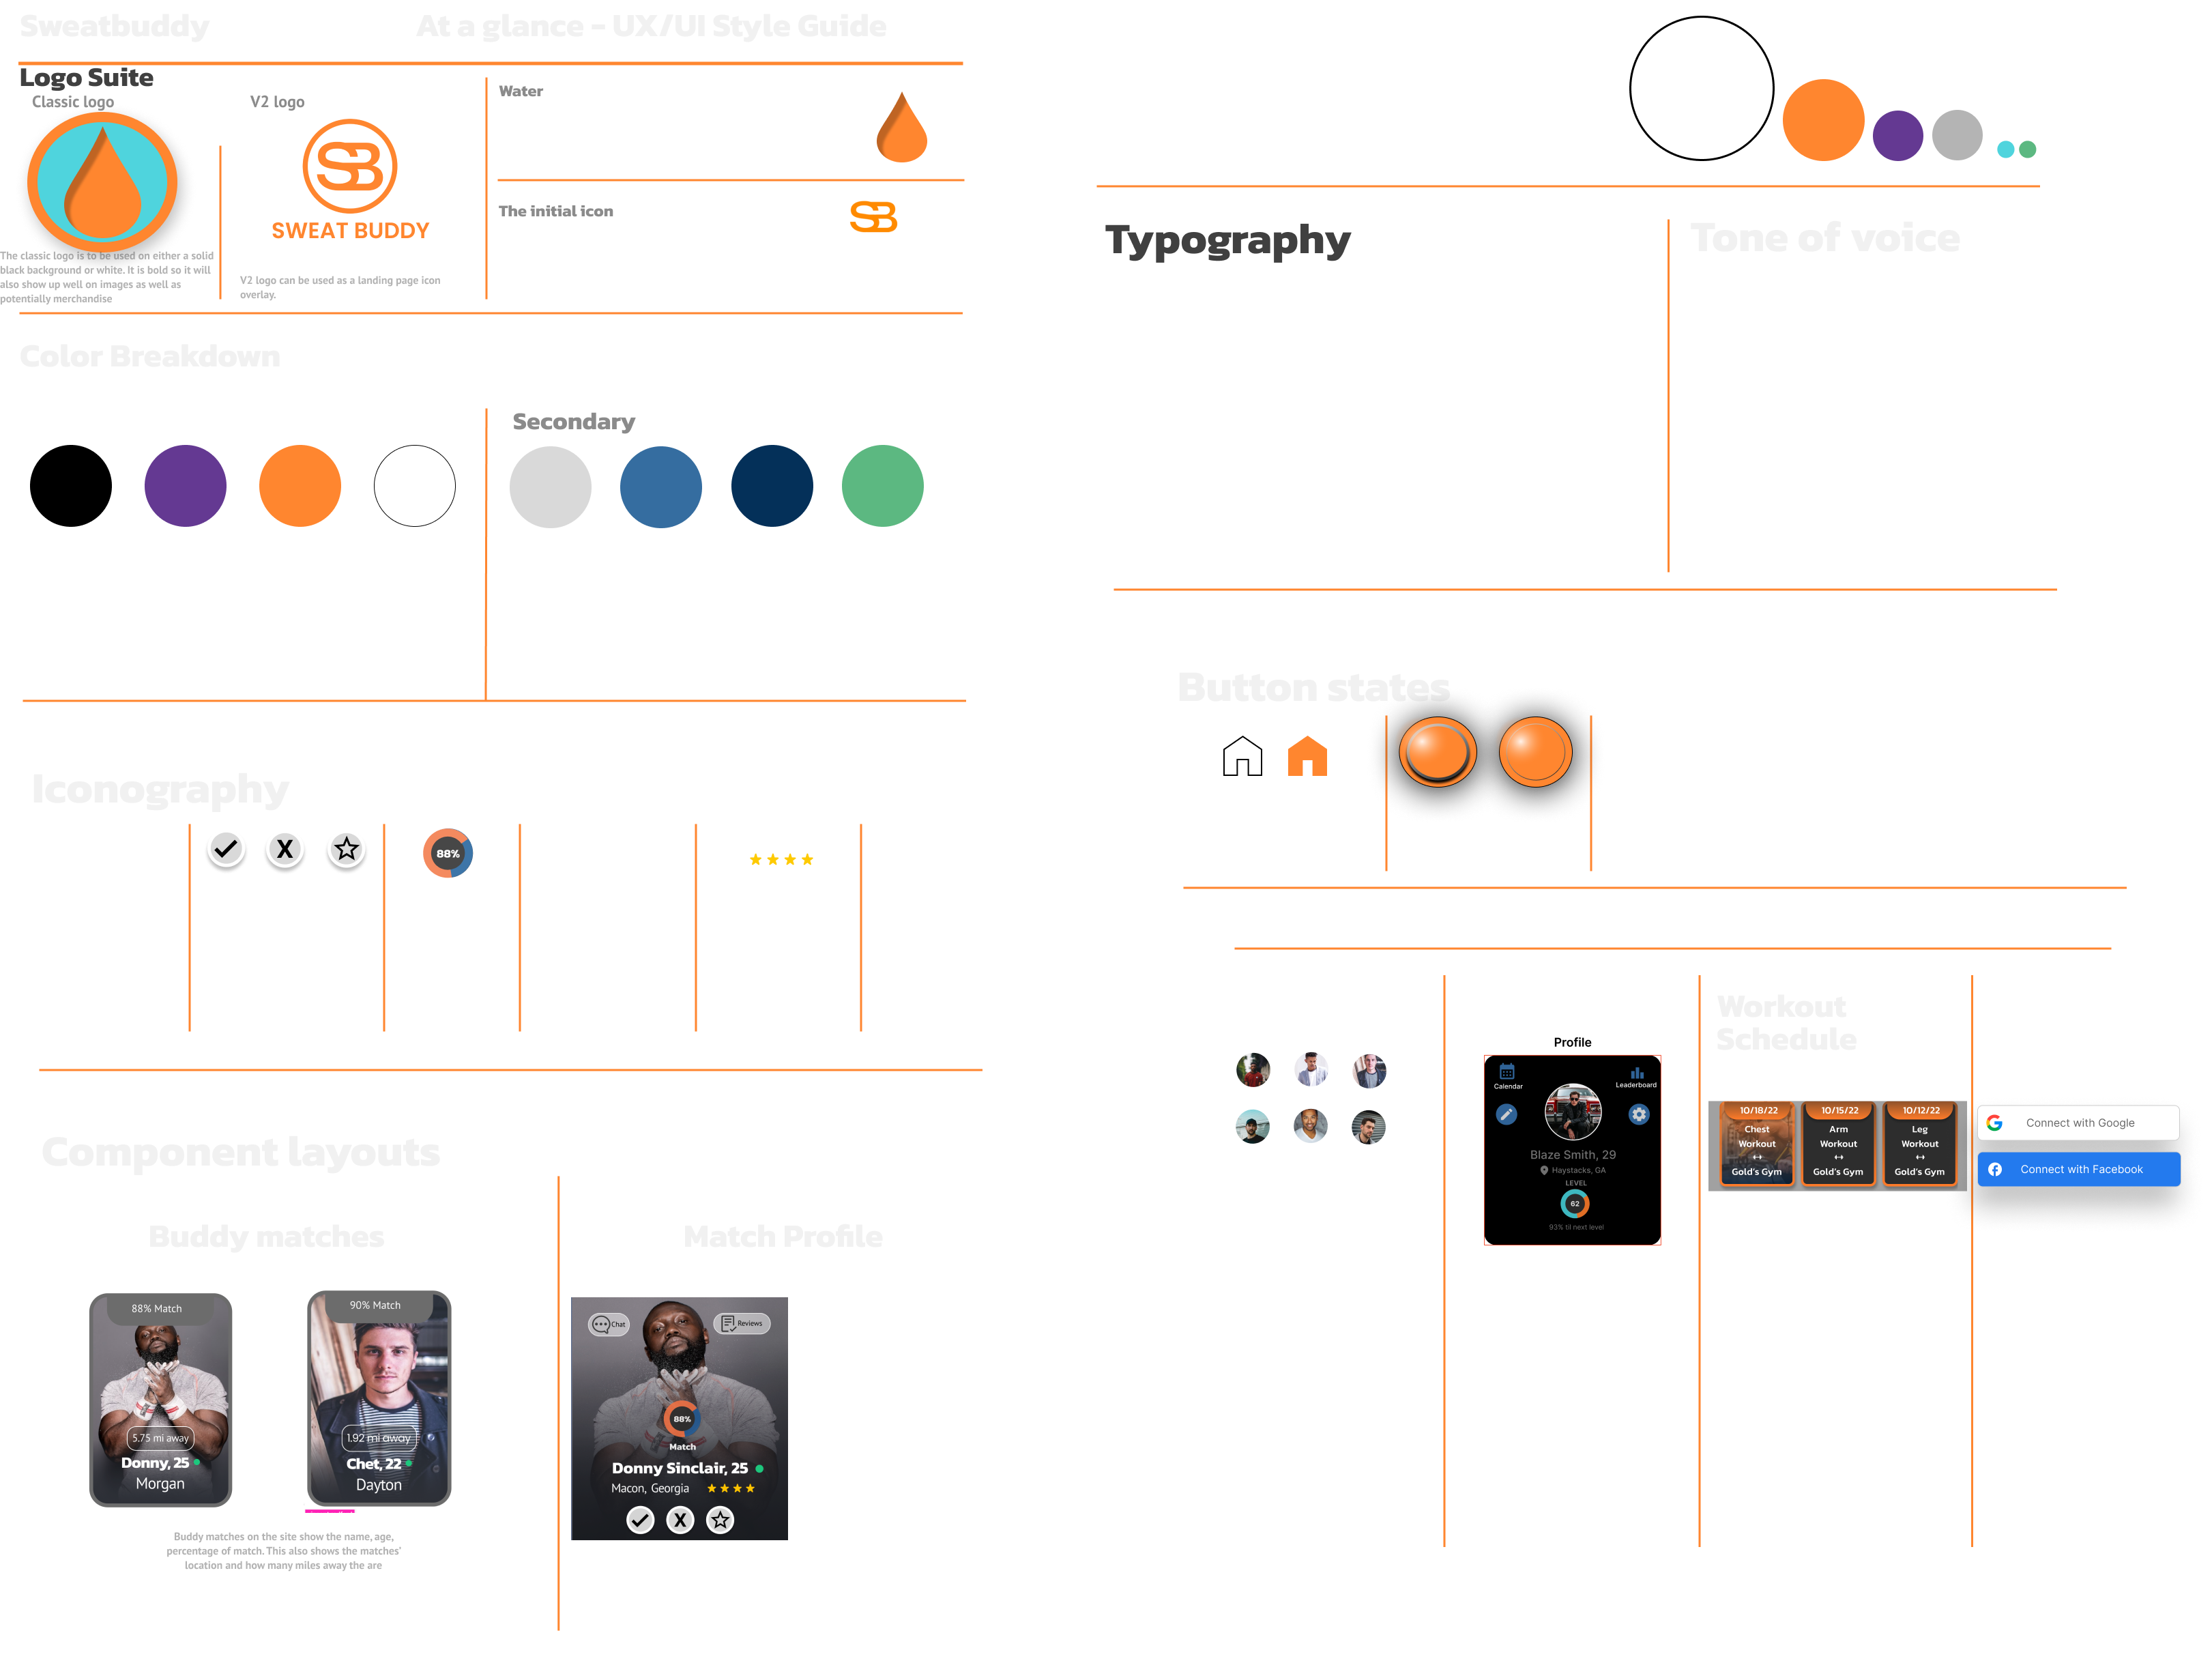 Sweatbuddy
At a glance - UX/UI Style Guide
Logo Suite
Classic logo
The classic logo is to be used on either a solid
black background or white. It is bold so it will
also show up well on images as well as
potentially merchandise
V2 logo
SB
SWEAT BUDDY
V2 logo can be used as a landing page icon
overlay.
Water
The initial icon
SB
Color Breakdown
Secondary
Iconography
X
88%
Component layouts
Buddy matches
88% Match
5.75 mi away
Donny, 25
Morgan
90% Match
1.92 mi away
Chet, 22
Dayton
Buddy matches on the site show the name, age,
percentage of match. This also shows the matches'
location and how many miles away the are
Match Profile
Chat
Reviews
88%
Match
Donny Sinclair, 25
Macon, Georgia
X
Typography
Tone of voice
Button states
Profile
Calendar
Leaderboard
Blaze Smith, 29
Haystacks, GA
LEVEL
62
93% til next level
Workout
Schedule
10/18/22
Chest
Workout
↔
Gold's Gym
10/15/22
Arm
Workout
↔
Gold's Gym
10/12/22
Leg
Workout
↔
Gold's Gym
Connect with Google
Connect with Facebook